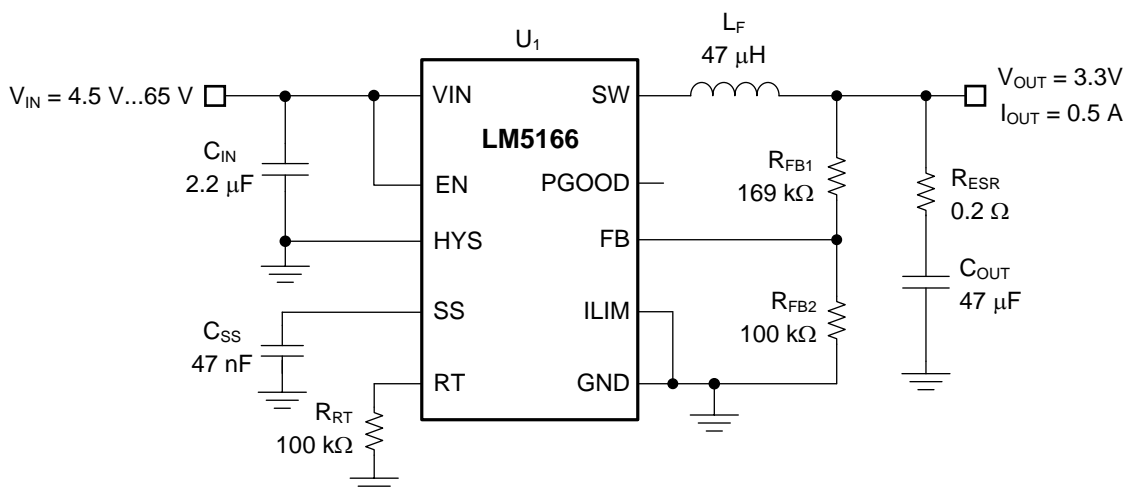 U1
LF
47 μH
VIN = 4.5 V...65 V
VOUT = 3.3V
IOUT = 0.5 A
VIN
SW
LM5166
CIN
2.2 μF
EN
PGOOD
RFB1
169 kΩ
RESR
0.2 Ω
HYS
FB
SS
ILIM
COUT
47 μF
CSS
47 nF
RFB2
100 kΩ
RT
GND
RRT
100 kΩ